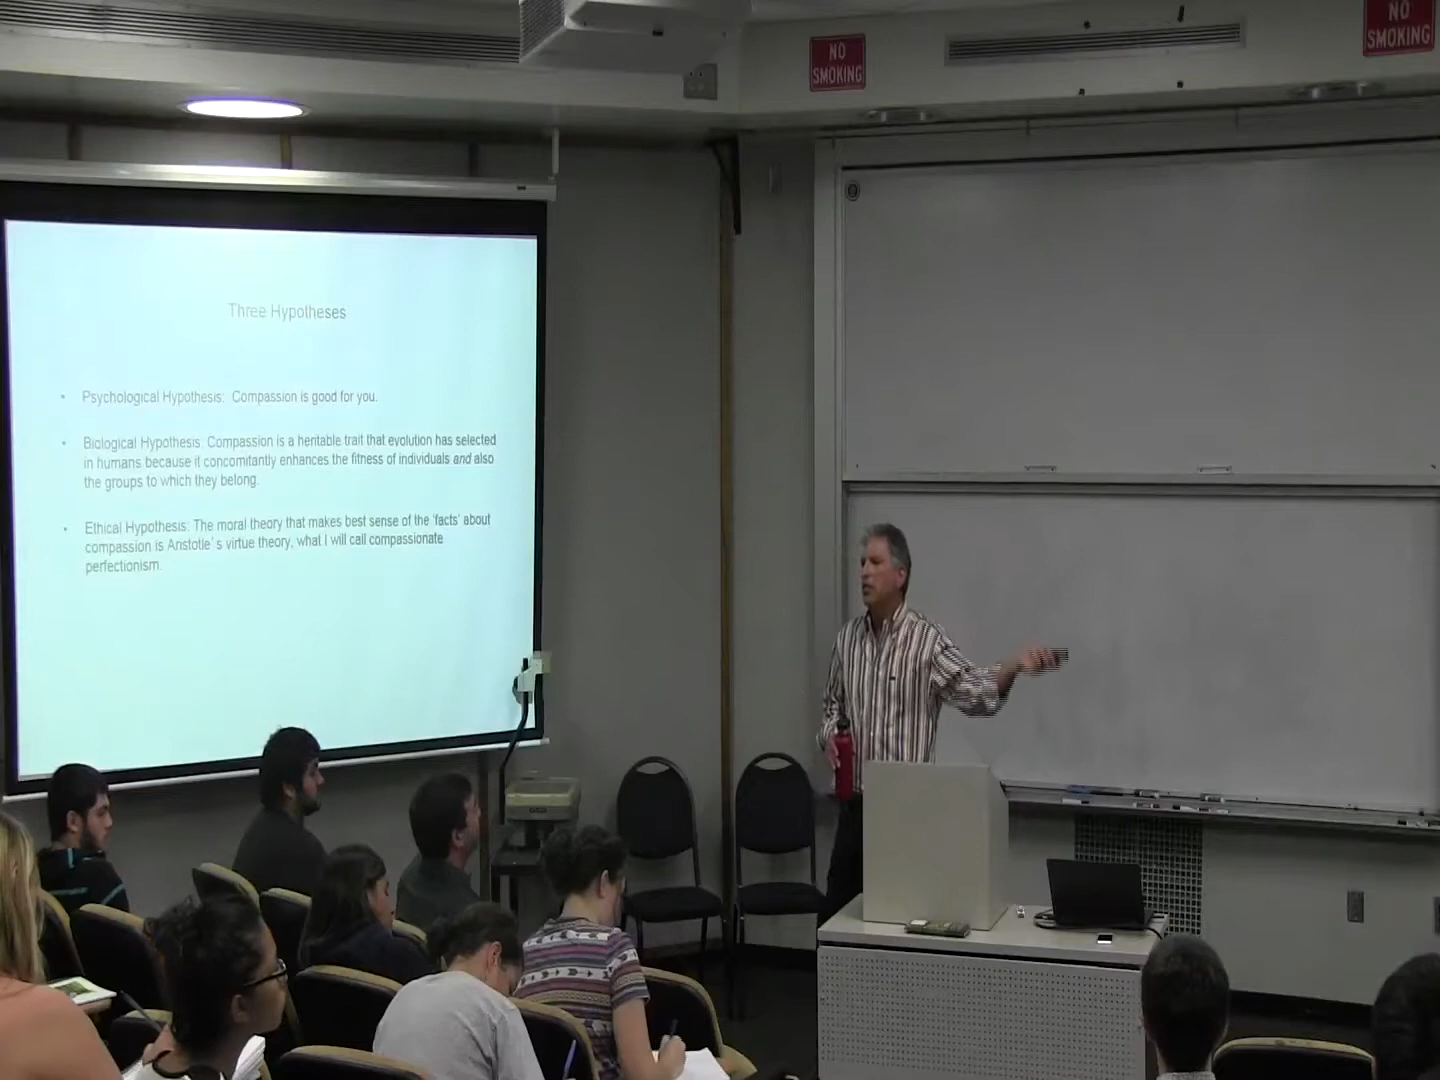 NO
SMOKING
NO
SMOKING
Three Hypotheses
• Psychological Hypothesis: Compassion is good for you.
• Biological Hypothesis: Compassion is a heritable trait that evolution has selected
in humans because it concomitantly enhances the fitness of individuals and also
the groups to which they belong.
• Ethical Hypothesis: The moral theory that makes best sense of the 'facts' about
compassion is Aristotle's virtue theory, what I will call compassionate
perfectionism.